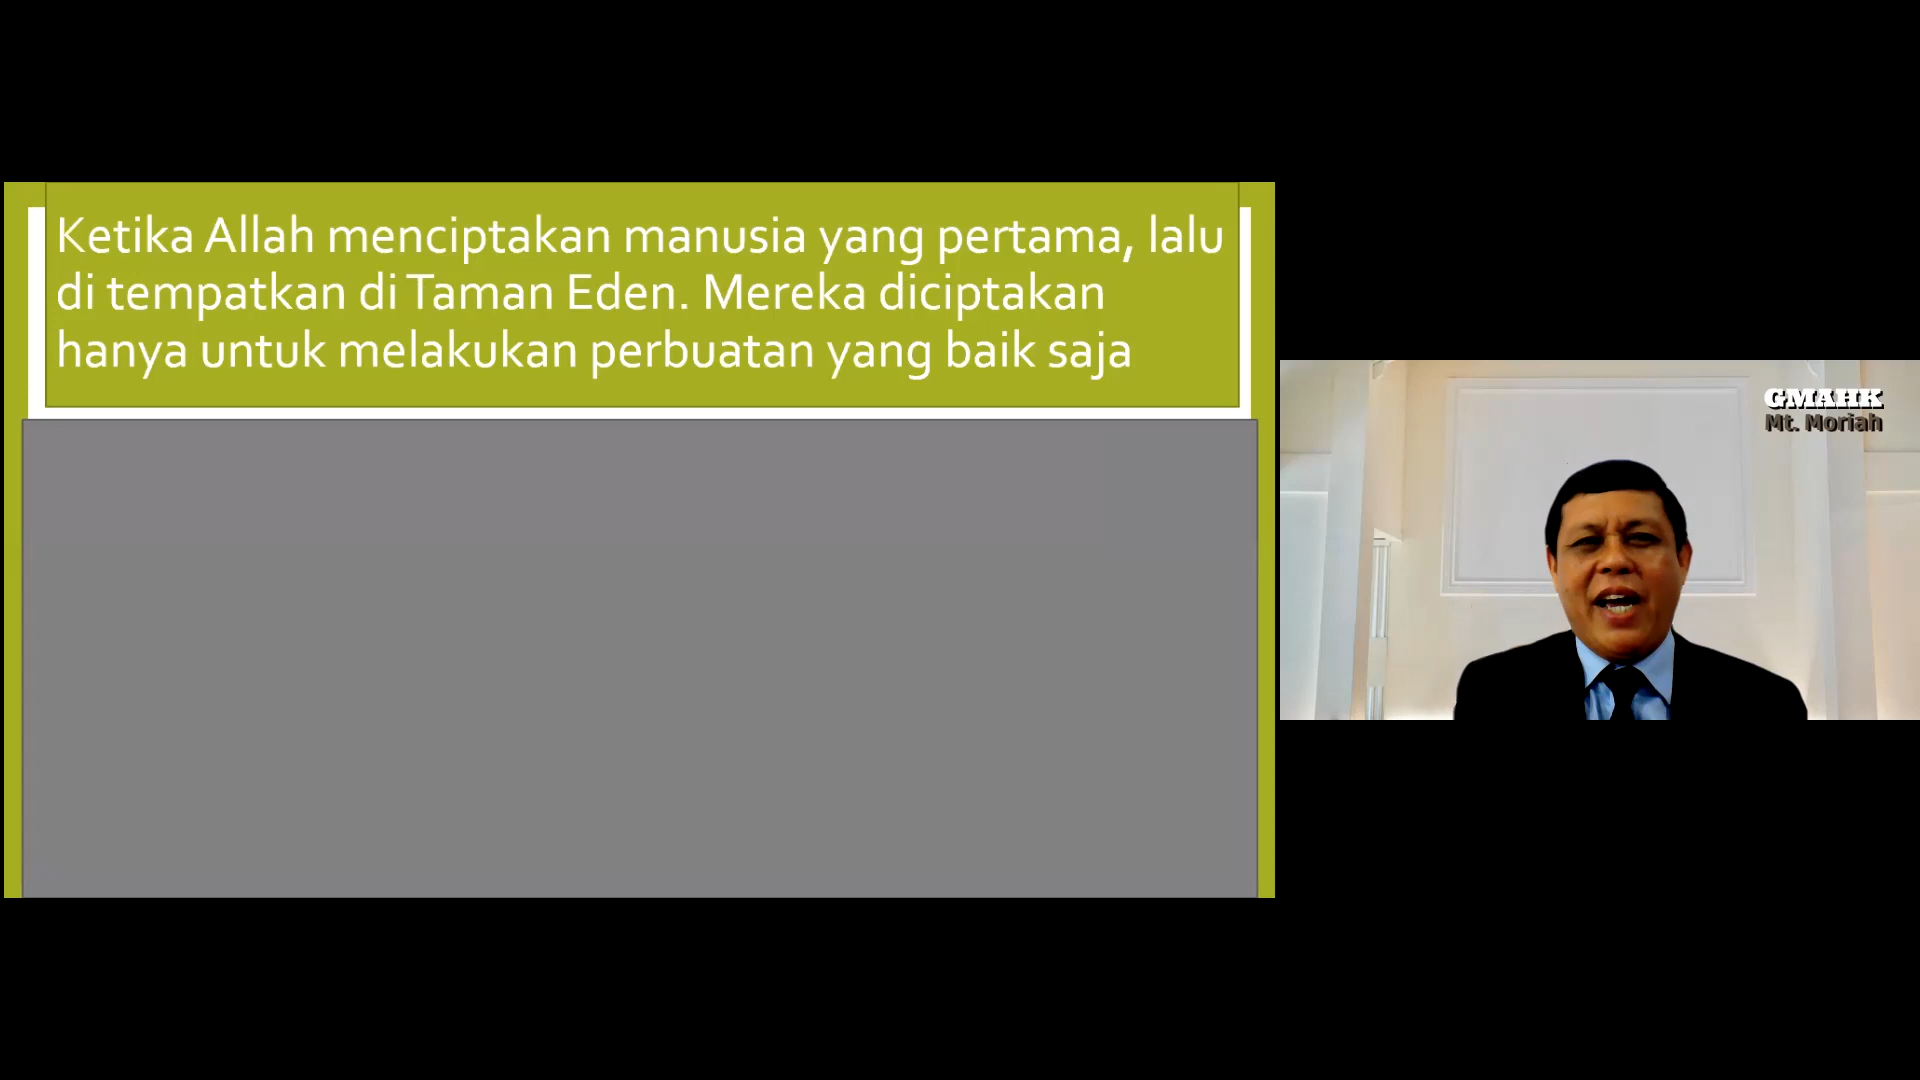 Ketika Allah menciptakan manusia yang pertama, lalu
di tempatkan di Taman Eden. Mereka diciptakan
hanya untuk melakukan perbuatan yang baik saja
GMAHK
Mt. Moriah